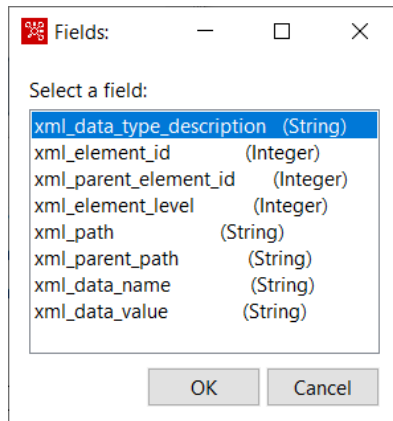 Fields:
Select a field:
xml_data_type_description (String)
xml_element_id (Integer)
xml_parent_element_id (Integer)
xml_element_level (Integer)
xml_path (String)
xml_parent_path (String)
xml_data_name (String)
xml_data_value (String)
OK Cancel